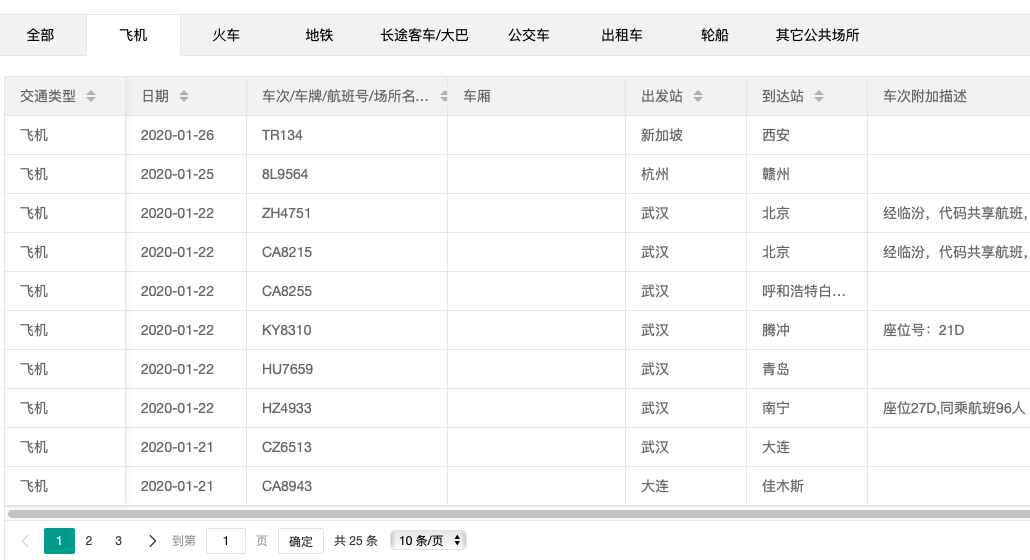 全部 飞机 火车 地铁 长途客车/大巴 公交车 出租车 轮船 其它公共场所
交通类型 日期 车次/车牌/航班号/场所名... 车厢 出发站 到达站 车次附加描述
飞机 2020-01-26 TR134 新加坡 西安
飞机 2020-01-25 8L9564 杭州 赣州
飞机 2020-01-22 ZH4751 武汉 北京 经临汾，代码共享航班，
飞机 2020-01-22 CA8215 武汉 北京 经临汾，代码共享航班，
飞机 2020-01-22 CA8255 武汉 呼和浩特白...
飞机 2020-01-22 KY8310 武汉 腾冲 座位号：21D
飞机 2020-01-22 HU7659 武汉 青岛
飞机 2020-01-22 HZ4933 武汉 南宁 座位27D,同乘航班96人
飞机 2020-01-21 CZ6513 武汉 大连
飞机 2020-01-21 CA8943 大连 佳木斯
1 2 3 到第 1 页 确定 共 25 条 10 条/页